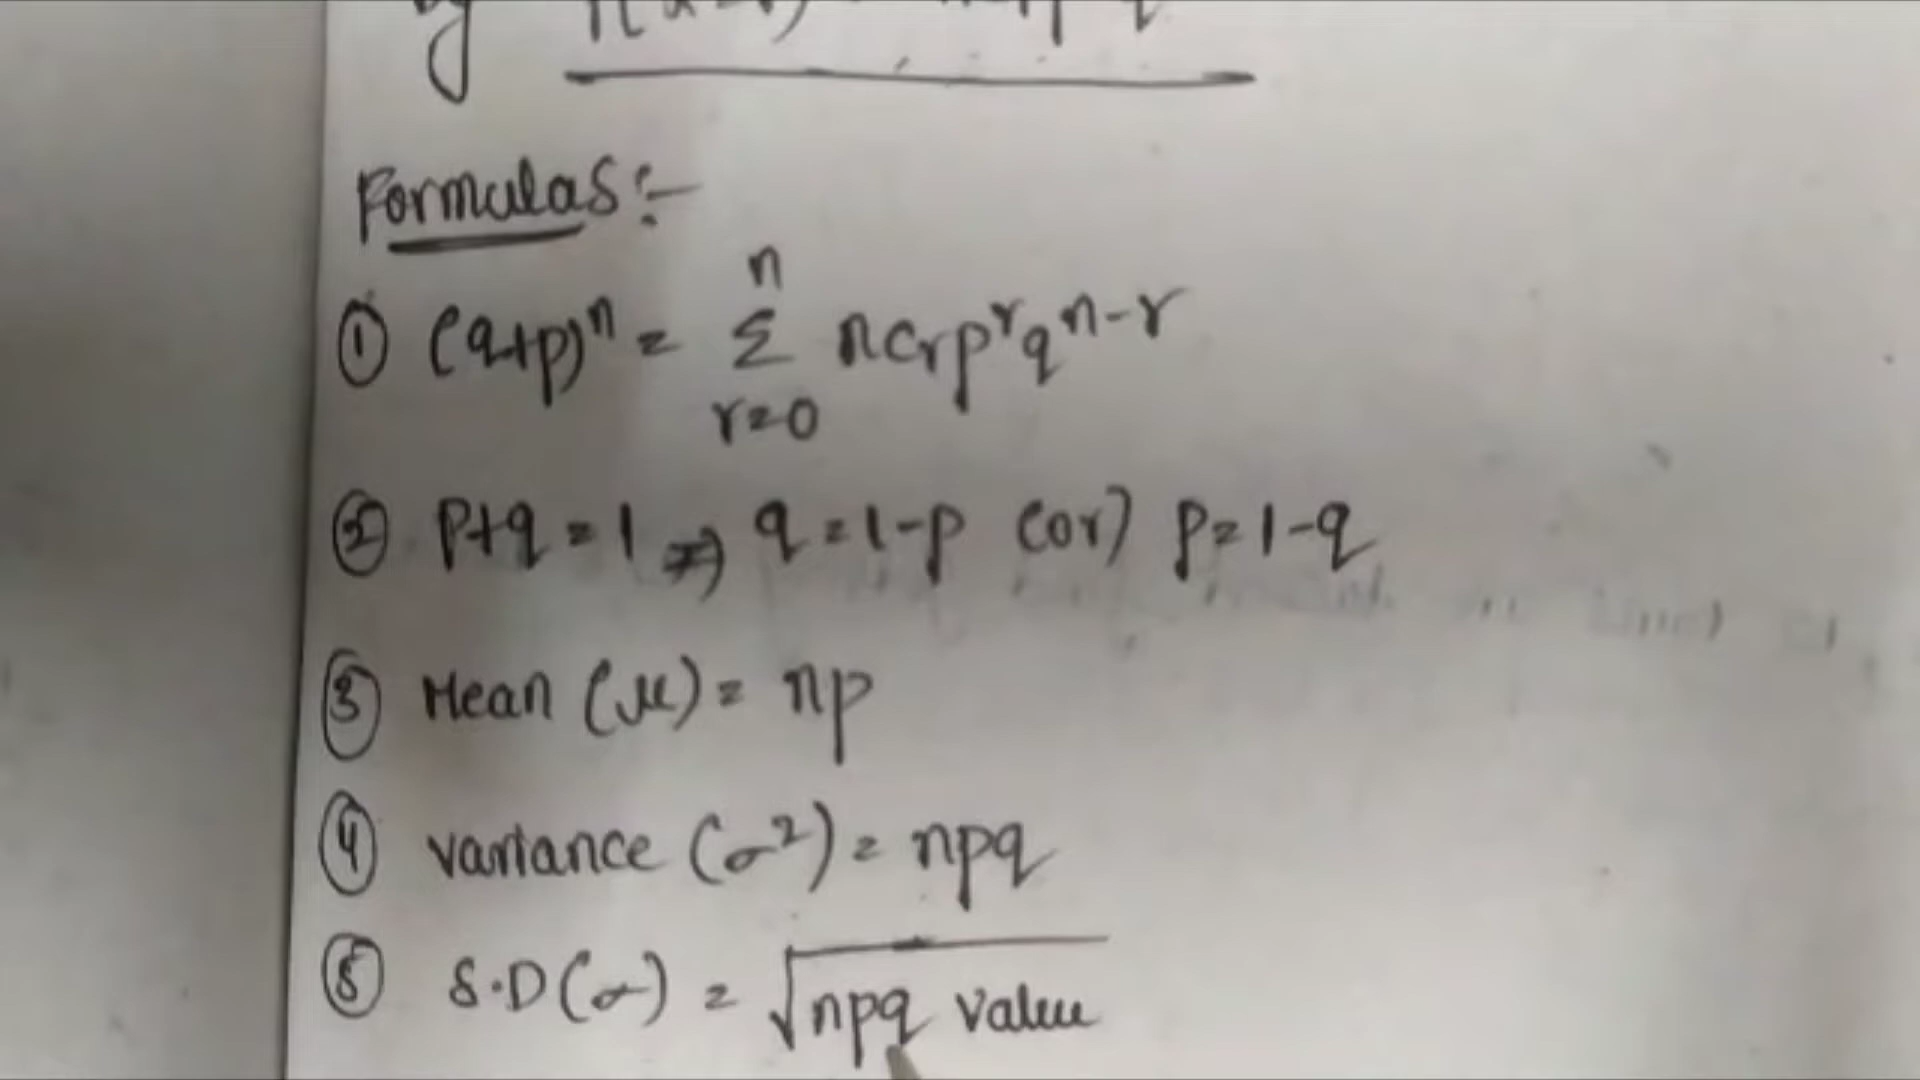 Formulas:-
① (q+p)ⁿ = Σ ncᵣ pʳ qⁿ⁻ʳ
n
r=0
② p+q = 1 ⇒ q = 1-p (or) p = 1-q
③ Mean (μ) = np
④ variance (σ²) = npq
⑤ S.D (σ) = √npq value